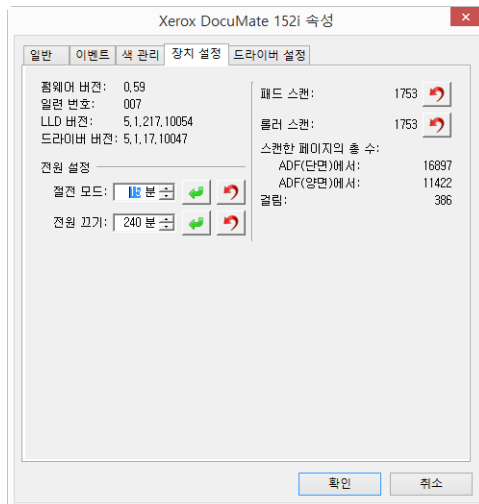 Xerox DocuMate 152i 속성
일반 이벤트 색 관리 장치 설정 드라이버 설정
펌웨어 버전: 0.59
일련 번호: 007
LLD 버전: 5.1.217.10054
드라이버 버전: 5.1.17.10047
전원 설정
절전 모드: 15 분
전원 끄기: 240 분
패드 스캔: 1753
롤러 스캔: 1753
스캔한 페이지의 총 수:
ADF(단면)에서: 16897
ADF(양면)에서: 11422
걸림: 386
확인 취소